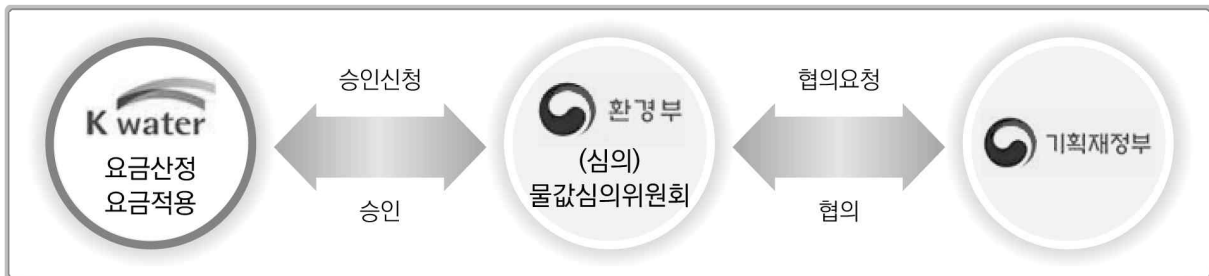 K water
요금산정
요금적용
승인신청
승인
환경부
(심의)
물값심의위원회
협의요청
협의
기획재정부